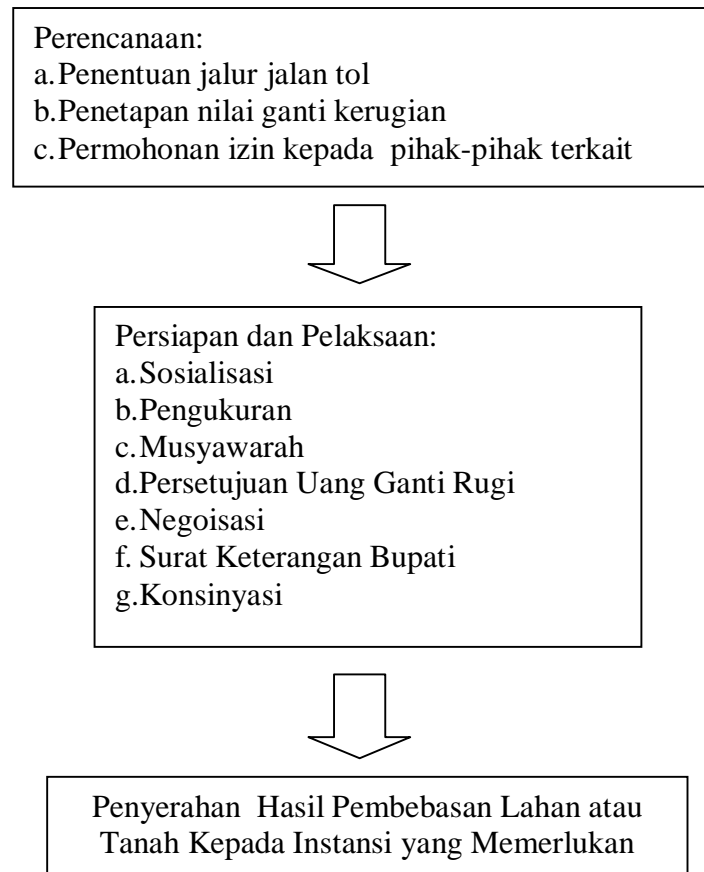 Perencanaan:
a.Penentuan jalur jalan tol
b.Penetapan nilai ganti kerugian
c.Permohonan izin kepada pihak-pihak terkait
Persiapan dan Pelaksaan:
a.Sosialisasi
b.Pengukuran
c.Musyawarah
d.Persetujuan Uang Ganti Rugi
e.Negoisasi
f. Surat Keterangan Bupati
g.Konsinyasi
Penyerahan Hasil Pembebasan Lahan atau
Tanah Kepada Instansi yang Memerlukan